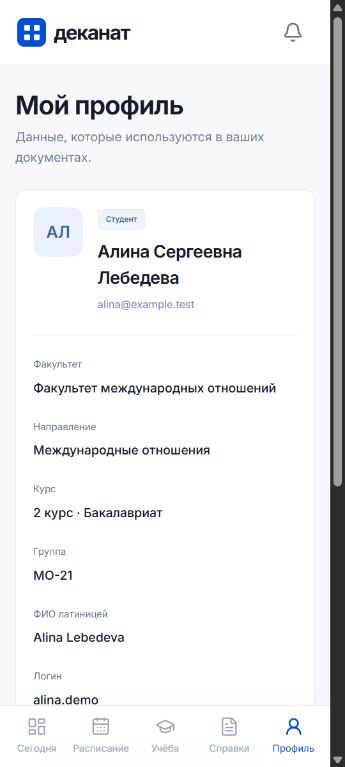 деканат
Мой профиль
Данные, которые используются в ваших
документах.
АЛ
Студент
Алина Сергеевна
Лебедева
alina@example.test
Факультет
Факультет международных отношений
Направление
Международные отношения
Курс
2 курс · Бакалавриат
Группа
МО-21
ФИО латиницей
Alina Lebedeva
Логин
alina.demo
Сегодня
Расписание
Учёба
Справки
Профиль